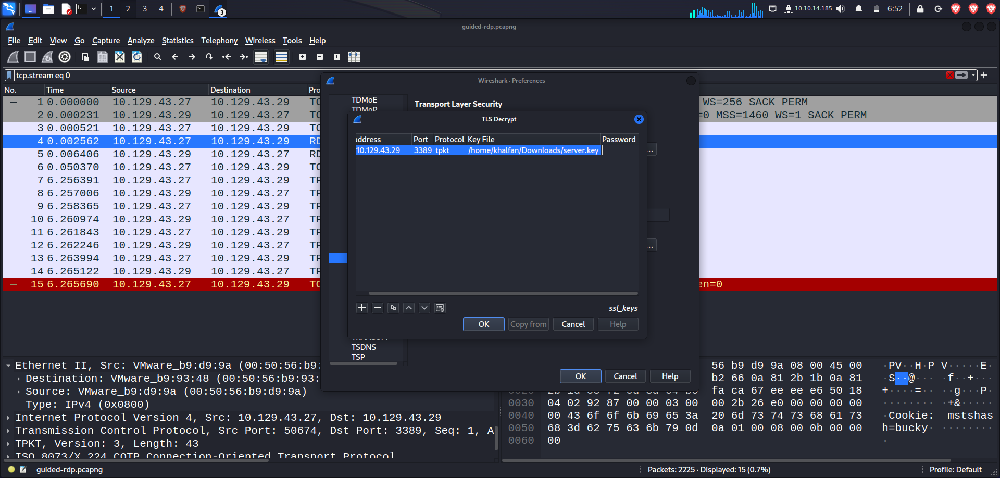 1 2 3 4 3 10.10.14.185 6:52
guided-rdp.pcapng
File Edit View Go Capture Analyze Statistics Telephony Wireless Tools Help
tcp.stream eq 0
No. Time Source Destination Pro
1 0.000000 10.129.43.27 10.129.43.29 TC WS=256 SACK_PERM
2 0.000231 10.129.43.29 10.129.43.27 TC =0 MSS=1460 WS=1 SACK_PERM
3 0.000521 10.129.43.27 10.129.43.29 TC
4 0.002562 10.129.43.27 10.129.43.29 RD
5 0.006406 10.129.43.29 10.129.43.27 RD
6 0.050370 10.129.43.27 10.129.43.29 TC
7 6.256391 10.129.43.27 10.129.43.29 TP
8 6.257006 10.129.43.29 10.129.43.27 TP
9 6.258365 10.129.43.27 10.129.43.29 TP
10 6.260974 10.129.43.29 10.129.43.27 TP
11 6.261843 10.129.43.27 10.129.43.29 TP
12 6.262246 10.129.43.29 10.129.43.27 TP
13 6.263994 10.129.43.27 10.129.43.29 TP
14 6.265122 10.129.43.29 10.129.43.27 TP
15 6.265690 10.129.43.27 10.129.43.29 TC en=0
Wireshark · Preferences
TDMoE
TDMoP
Transport Layer Security
TLS Decrypt
address Port Protocol Key File Password
10.129.43.29 3389 tpkt /home/khalfan/Downloads/server.key
ssl_keys
OK Copy from Cancel Help
TSDNS
TSP
OK Cancel Help
Ethernet II, Src: VMware_b9:d9:9a (00:50:56:b9:
Destination: VMware_b9:93:48 (00:50:56:b9:93:
Source: VMware_b9:d9:9a (00:50:56:b9:d9:9a)
Type: IPv4 (0x0800)
Internet Protocol Version 4, Src: 10.129.43.27, Dst: 10.129.43.29
Transmission Control Protocol, Src Port: 50674, Dst Port: 3389, Seq: 1, A
TPKT, Version: 3, Length: 43
ISO 8073/X.224 COTP Connection-Oriented Transport Protocol
56 b9 d9 9a 08 00 45 00 ·PV··H·P V·····E·
b2 66 0a 81 2b 1b 0a 81 ·S··@··· ·f··+···
fa ca 67 ee ee e6 50 18 +····=·· ··g···P·
0030 04 02 92 87 00 00 03 00 00 2b 26 e0 00 00 00 00 ········ ·+&·····
0040 00 43 6f 6f 6b 69 65 3a 20 6d 73 74 73 68 61 73 ·Cookie: mstshas
0050 68 3d 62 75 63 6b 79 0d 0a 01 00 08 00 0b 00 00 h=bucky· ········
0060 00 ·
guided-rdp.pcapng Packets: 2225 · Displayed: 15 (0.7%) Profile: Default